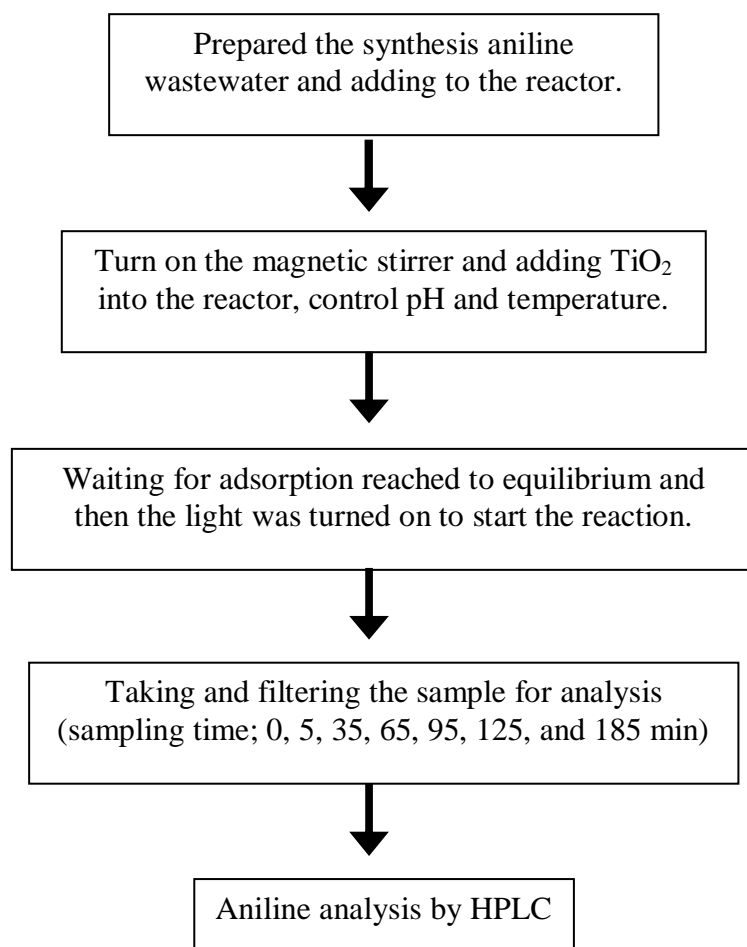 Prepared the synthesis aniline
wastewater and adding to the reactor.
Turn on the magnetic stirrer and adding TiO₂
into the reactor, control pH and temperature.
Waiting for adsorption reached to equilibrium and
then the light was turned on to start the reaction.
Taking and filtering the sample for analysis
(sampling time; 0, 5, 35, 65, 95, 125, and 185 min)
Aniline analysis by HPLC